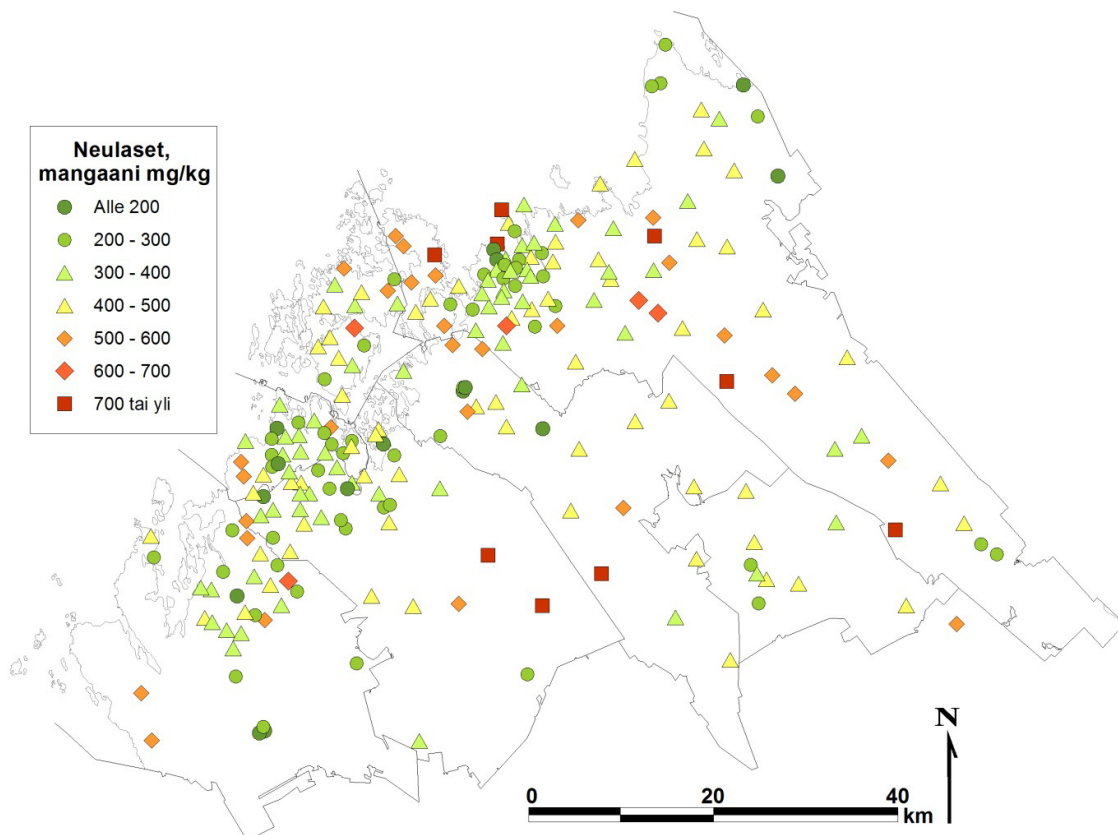 Neulaset,
mangaani mg/kg
Alle 200
200 - 300
300 - 400
400 - 500
500 - 600
600 - 700
700 tai yli
N
0 20 40
km